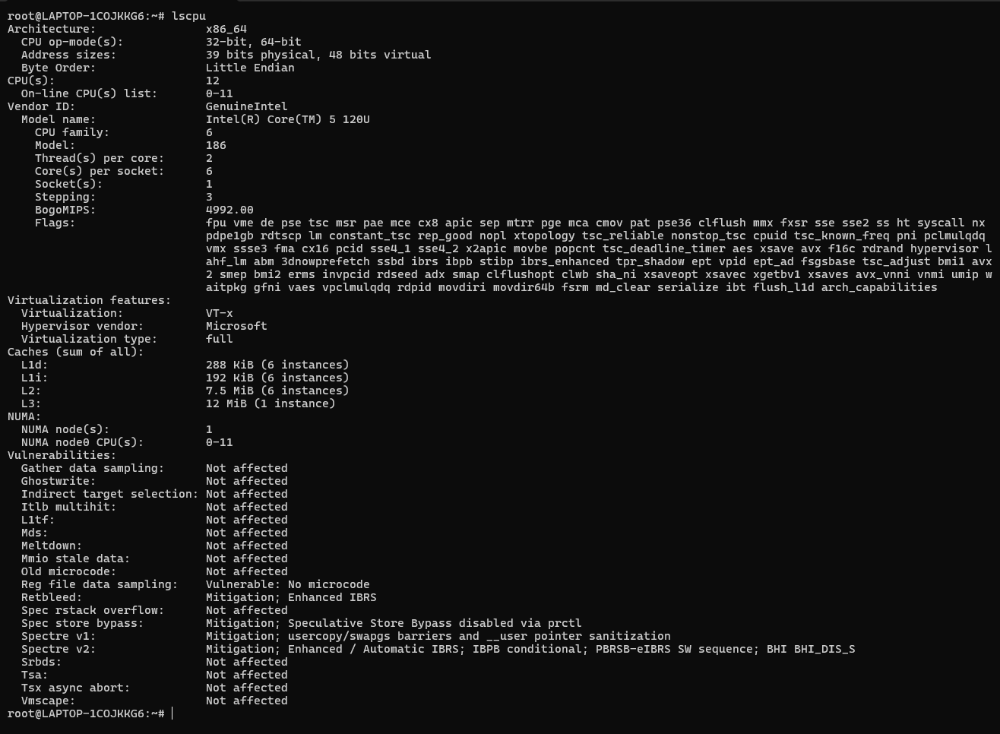 root@LAPTOP-1COJKKG6:~# lscpu
Architecture:                x86_64
  CPU op-mode(s):            32-bit, 64-bit
  Address sizes:             39 bits physical, 48 bits virtual
  Byte Order:                Little Endian
CPU(s):                      12
  On-line CPU(s) list:       0-11
Vendor ID:                   GenuineIntel
  Model name:                Intel(R) Core(TM) 5 120U
    CPU family:              6
    Model:                   186
    Thread(s) per core:      2
    Core(s) per socket:      6
    Socket(s):               1
    Stepping:                3
    BogoMIPS:                4992.00
    Flags:                   fpu vme de pse tsc msr pae mce cx8 apic sep mtrr pge mca cmov pat pse36 clflush mmx fxsr sse sse2 ss ht syscall nx
                             pdpe1gb rdtscp lm constant_tsc rep_good nopl xtopology tsc_reliable nonstop_tsc cpuid tsc_known_freq pni pclmulqdq
                             vmx ssse3 fma cx16 pcid sse4_1 sse4_2 x2apic movbe popcnt tsc_deadline_timer aes xsave avx f16c rdrand hypervisor l
                             ahf_lm abm 3dnowprefetch ssbd ibrs ibpb stibp ibrs_enhanced tpr_shadow ept vpid ept_ad fsgsbase tsc_adjust bmi1 avx
                             2 smep bmi2 erms invpcid rdseed adx smap clflushopt clwb sha_ni xsaveopt xsavec xgetbv1 xsaves avx_vnni vnmi umip w
                             aitpkg gfni vaes vpclmulqdq rdpid movdiri movdir64b fsrm md_clear serialize ibt flush_l1d arch_capabilities
Virtualization features:
  Virtualization:            VT-x
  Hypervisor vendor:         Microsoft
  Virtualization type:       full
Caches (sum of all):
  L1d:                       288 KiB (6 instances)
  L1i:                       192 KiB (6 instances)
  L2:                        7.5 MiB (6 instances)
  L3:                        12 MiB (1 instance)
NUMA:
  NUMA node(s):              1
  NUMA node0 CPU(s):         0-11
Vulnerabilities:
  Gather data sampling:      Not affected
  Ghostwrite:                Not affected
  Indirect target selection: Not affected
  Itlb multihit:             Not affected
  L1tf:                      Not affected
  Mds:                       Not affected
  Meltdown:                  Not affected
  Mmio stale data:           Not affected
  Old microcode:             Not affected
  Reg file data sampling:    Vulnerable: No microcode
  Retbleed:                  Mitigation; Enhanced IBRS
  Spec rstack overflow:      Not affected
  Spec store bypass:         Mitigation; Speculative Store Bypass disabled via prctl
  Spectre v1:                Mitigation; usercopy/swapgs barriers and __user pointer sanitization
  Spectre v2:                Mitigation; Enhanced / Automatic IBRS; IBPB conditional; PBRSB-eIBRS SW sequence; BHI BHI_DIS_S
  Srbds:                     Not affected
  Tsa:                       Not affected
  Tsx async abort:           Not affected
  Vmscape:                   Not affected
root@LAPTOP-1COJKKG6:~#